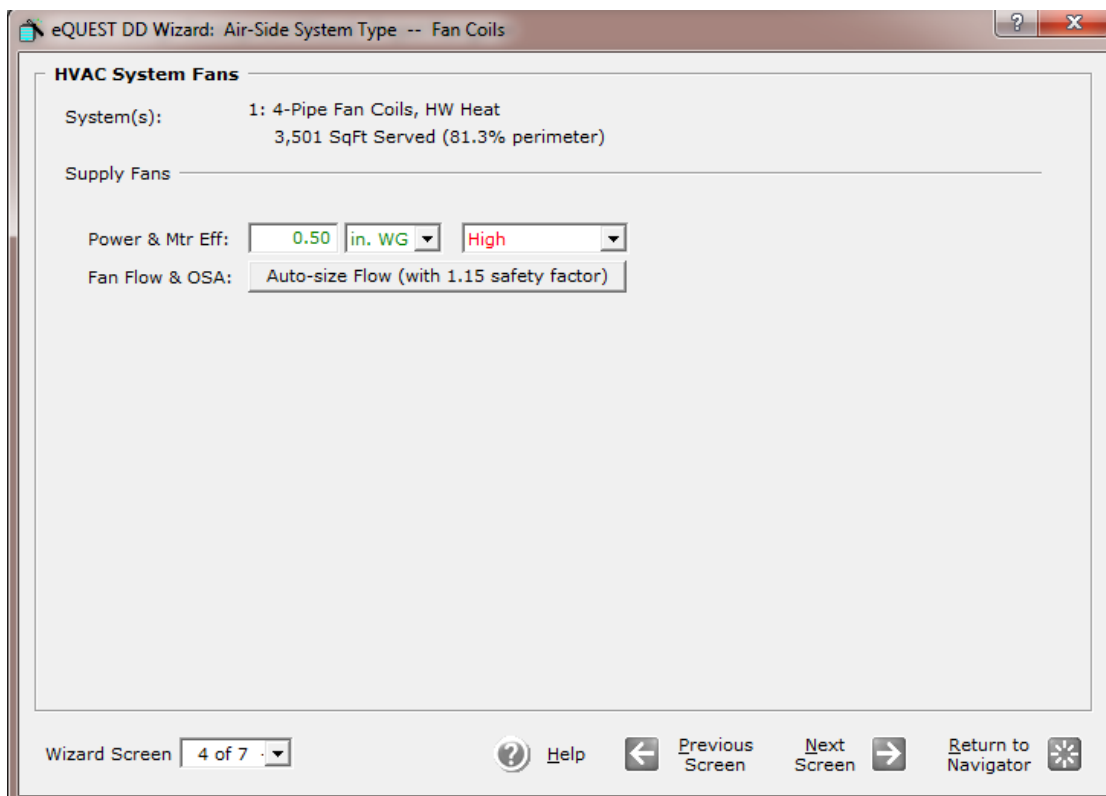 eQUEST DD Wizard: Air-Side System Type -- Fan Coils
? X
HVAC System Fans
System(s): 1: 4-Pipe Fan Coils, HW Heat
3,501 SqFt Served (81.3% perimeter)
Supply Fans
Power & Mtr Eff: 0.50 in. WG High
Fan Flow & OSA: Auto-size Flow (with 1.15 safety factor)
Wizard Screen 4 of 7 ? Help Previous Screen Next Screen Return to Navigator